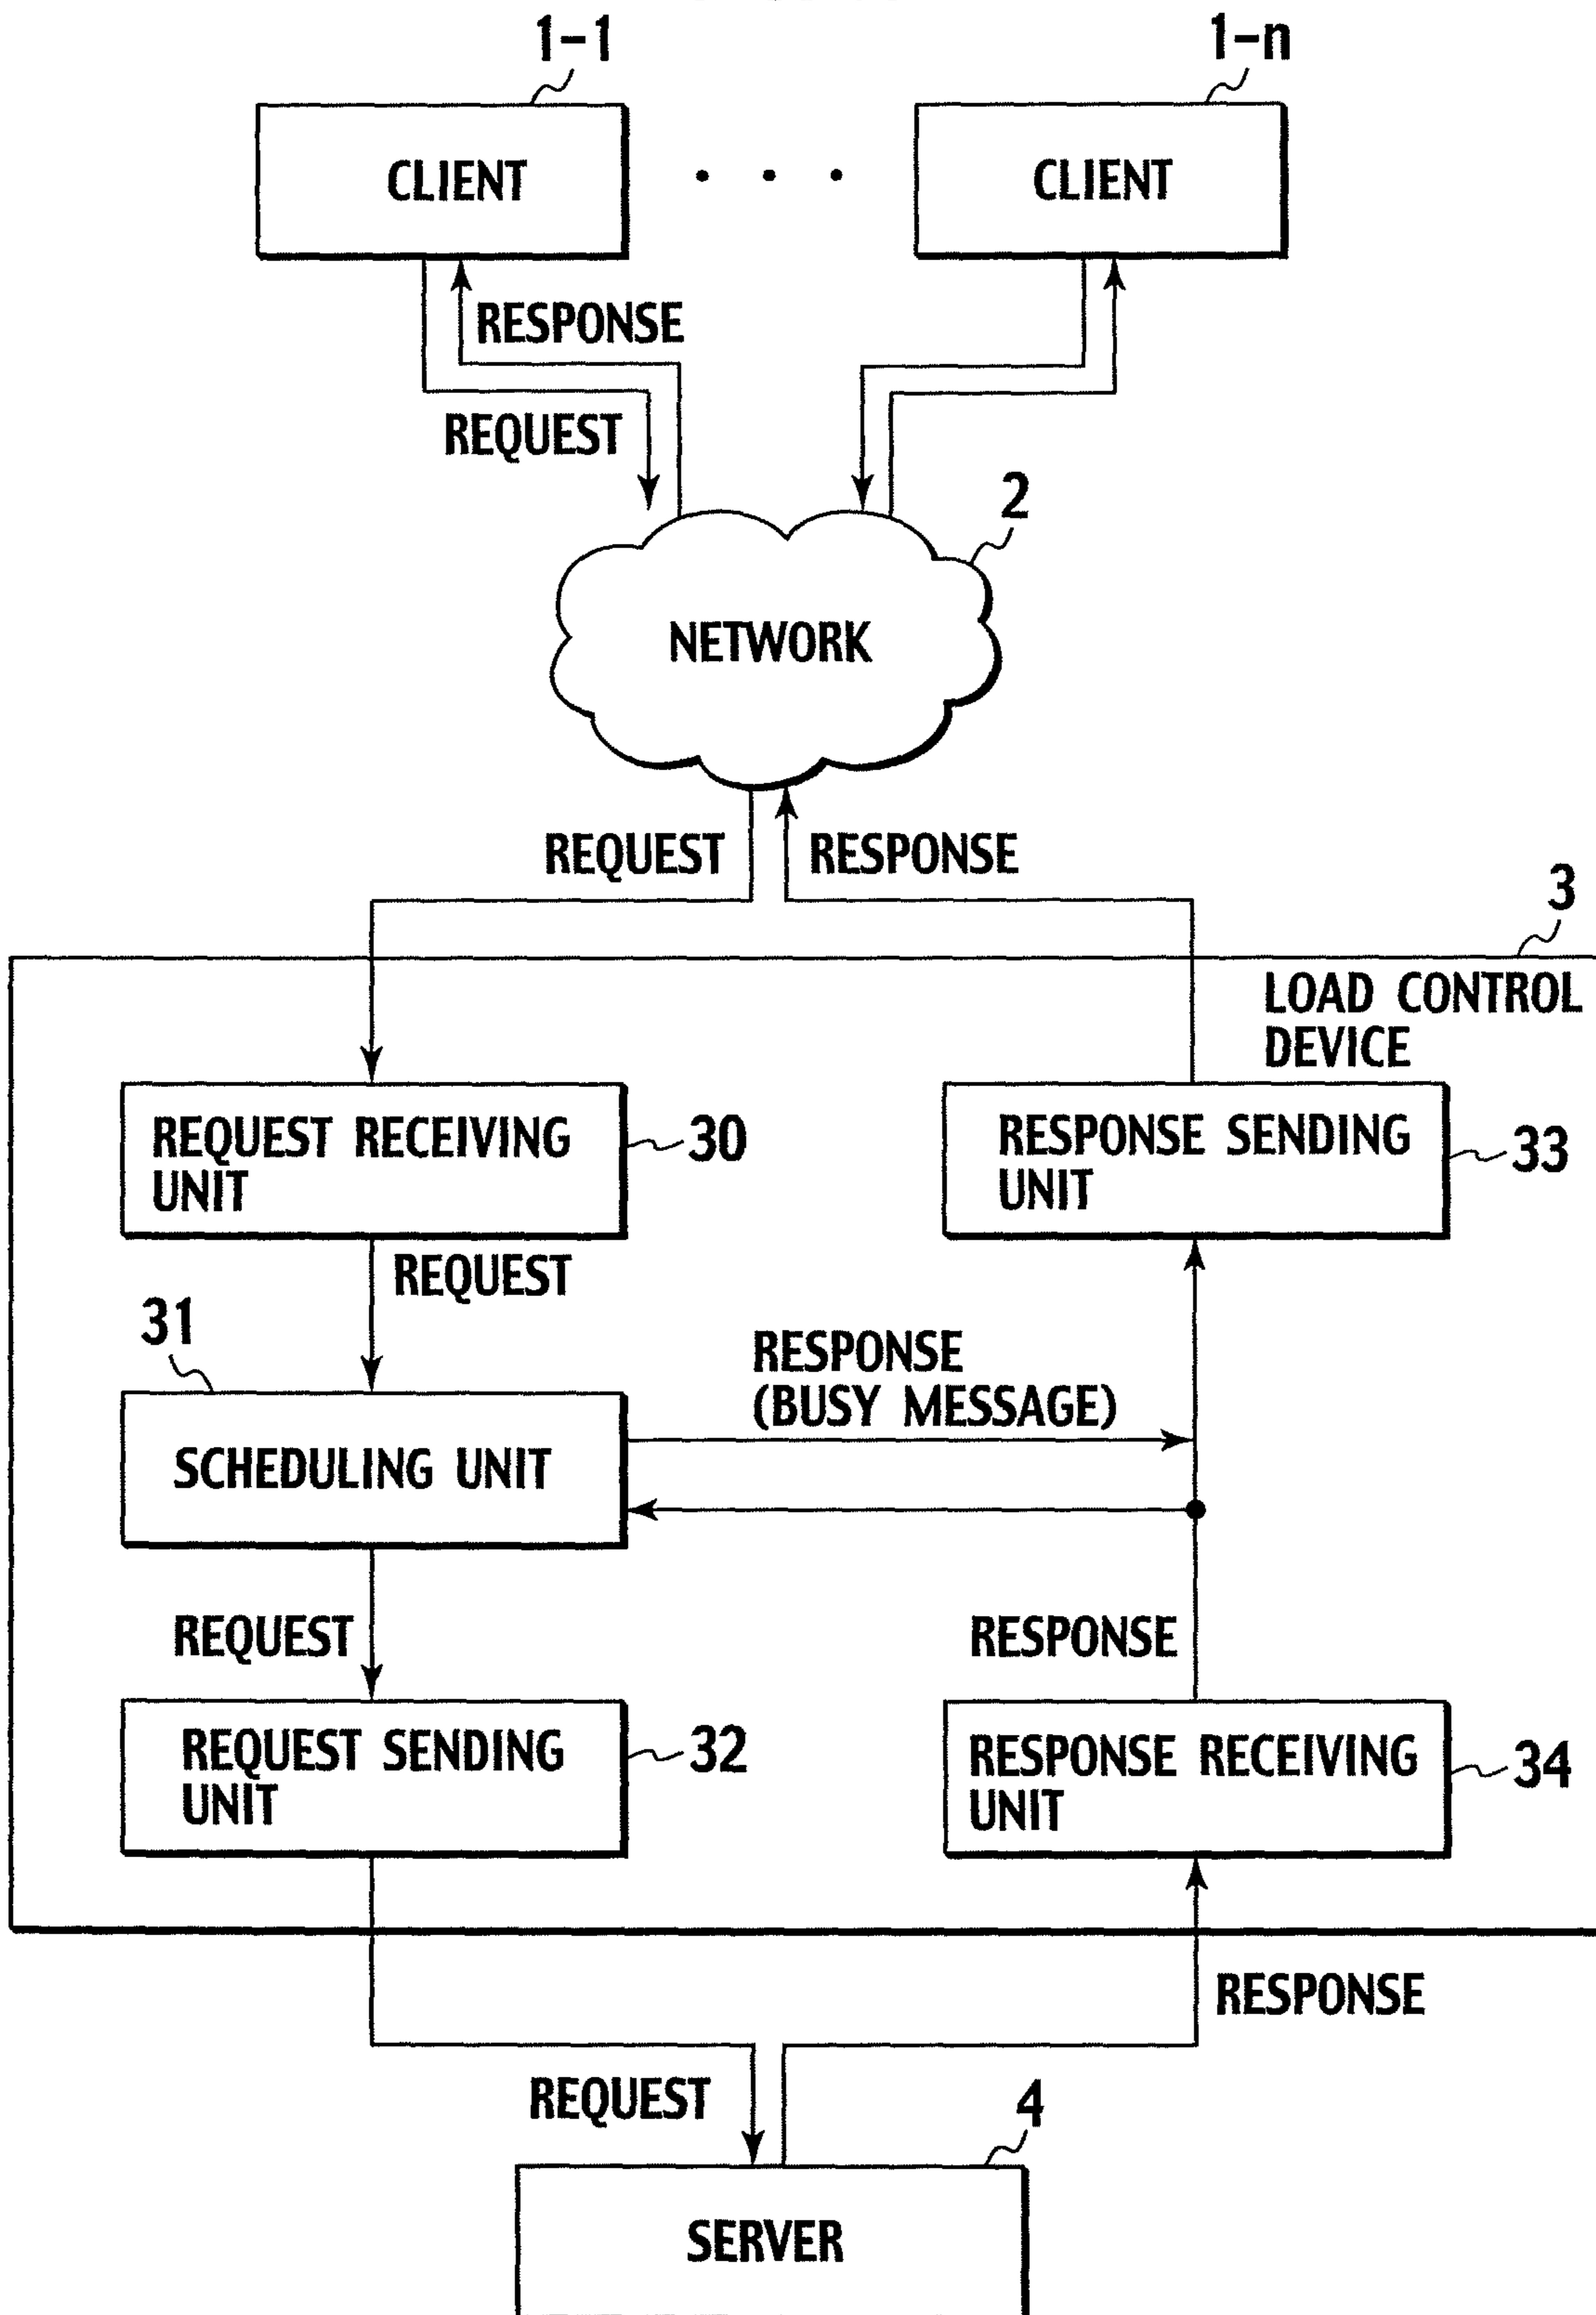 1-1
1-n
CLIENT
CLIENT
RESPONSE
REQUEST
2
NETWORK
REQUEST
RESPONSE
3
LOAD CONTROL
DEVICE
REQUEST RECEIVING
UNIT
30
RESPONSE SENDING
UNIT
33
REQUEST
31
RESPONSE
(BUSY MESSAGE)
SCHEDULING UNIT
REQUEST
RESPONSE
REQUEST SENDING
UNIT
32
RESPONSE RECEIVING
UNIT
34
RESPONSE
REQUEST
4
SERVER